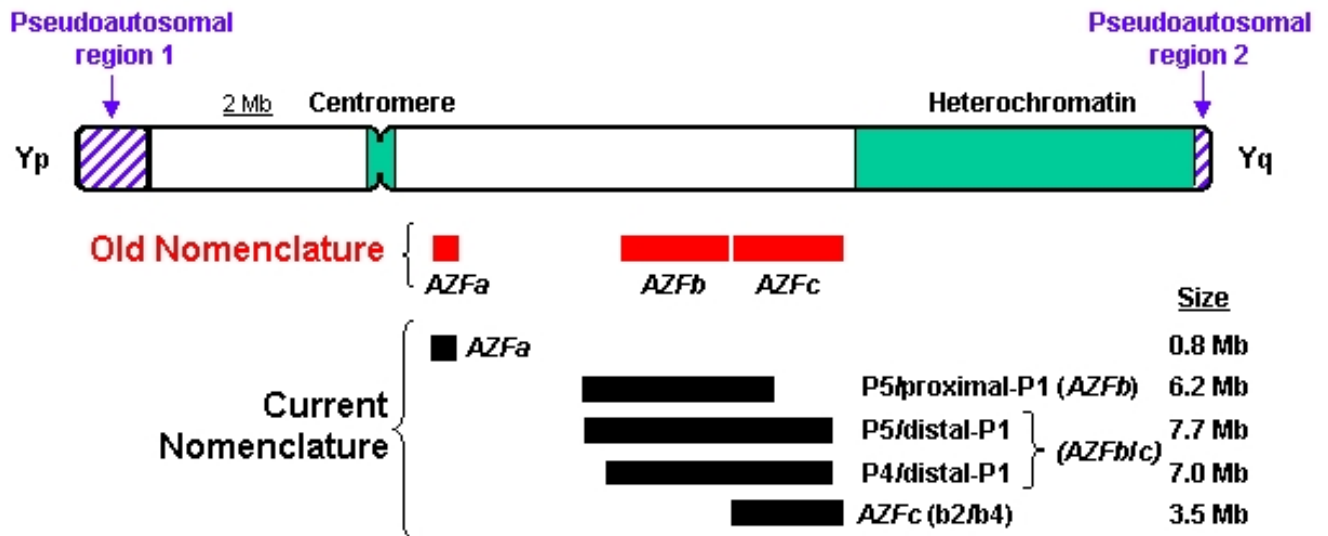 Pseudoautosomal
region 1
Pseudoautosomal
region 2
2 Mb
Centromere
Heterochromatin
Yp
Yq
Old Nomenclature
AZFa
AZFb
AZFc
Size
AZFa
0.8 Mb
Current
Nomenclature
P5/proximal-P1 (AZFb)
6.2 Mb
P5/distal-P1
7.7 Mb
(AZFb/c)
P4/distal-P1
7.0 Mb
AZFc (b2/b4)
3.5 Mb